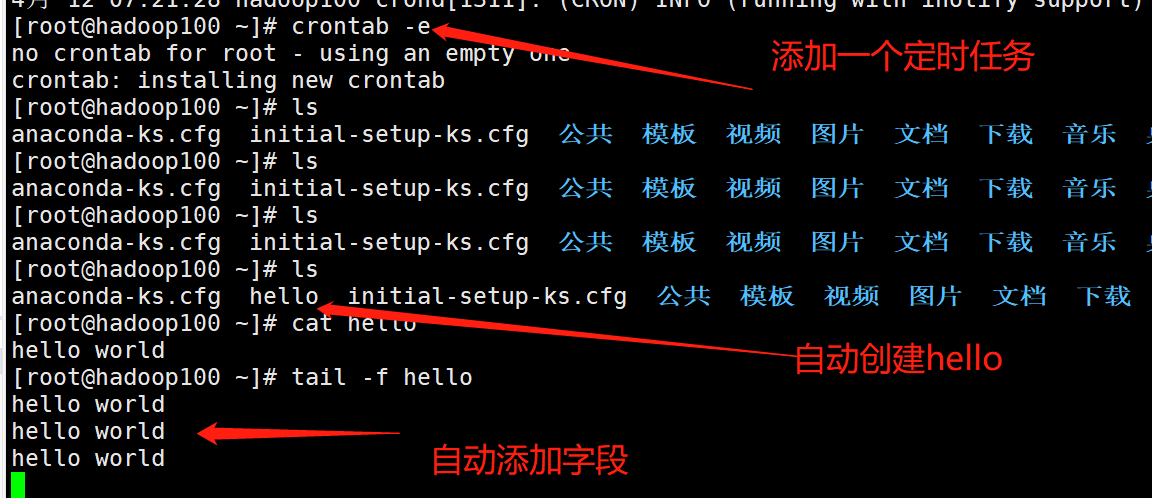 4月 12 07:21:28 hadoop100 crond[1311]: (CRON) INFO (running with inotify support)
[root@hadoop100 ~]# crontab -e
添加一个定时任务
no crontab for root - using an empty one
crontab: installing new crontab
[root@hadoop100 ~]# ls
anaconda-ks.cfg initial-setup-ks.cfg 公共 模板 视频 图片 文档 下载 音乐
[root@hadoop100 ~]# ls
anaconda-ks.cfg initial-setup-ks.cfg 公共 模板 视频 图片 文档 下载 音乐
[root@hadoop100 ~]# ls
anaconda-ks.cfg initial-setup-ks.cfg 公共 模板 视频 图片 文档 下载 音乐
[root@hadoop100 ~]# ls
anaconda-ks.cfg hello initial-setup-ks.cfg 公共 模板 视频 图片 文档 下载
[root@hadoop100 ~]# cat hello
hello world
自动创建hello
[root@hadoop100 ~]# tail -f hello
hello world
hello world
hello world
自动添加字段